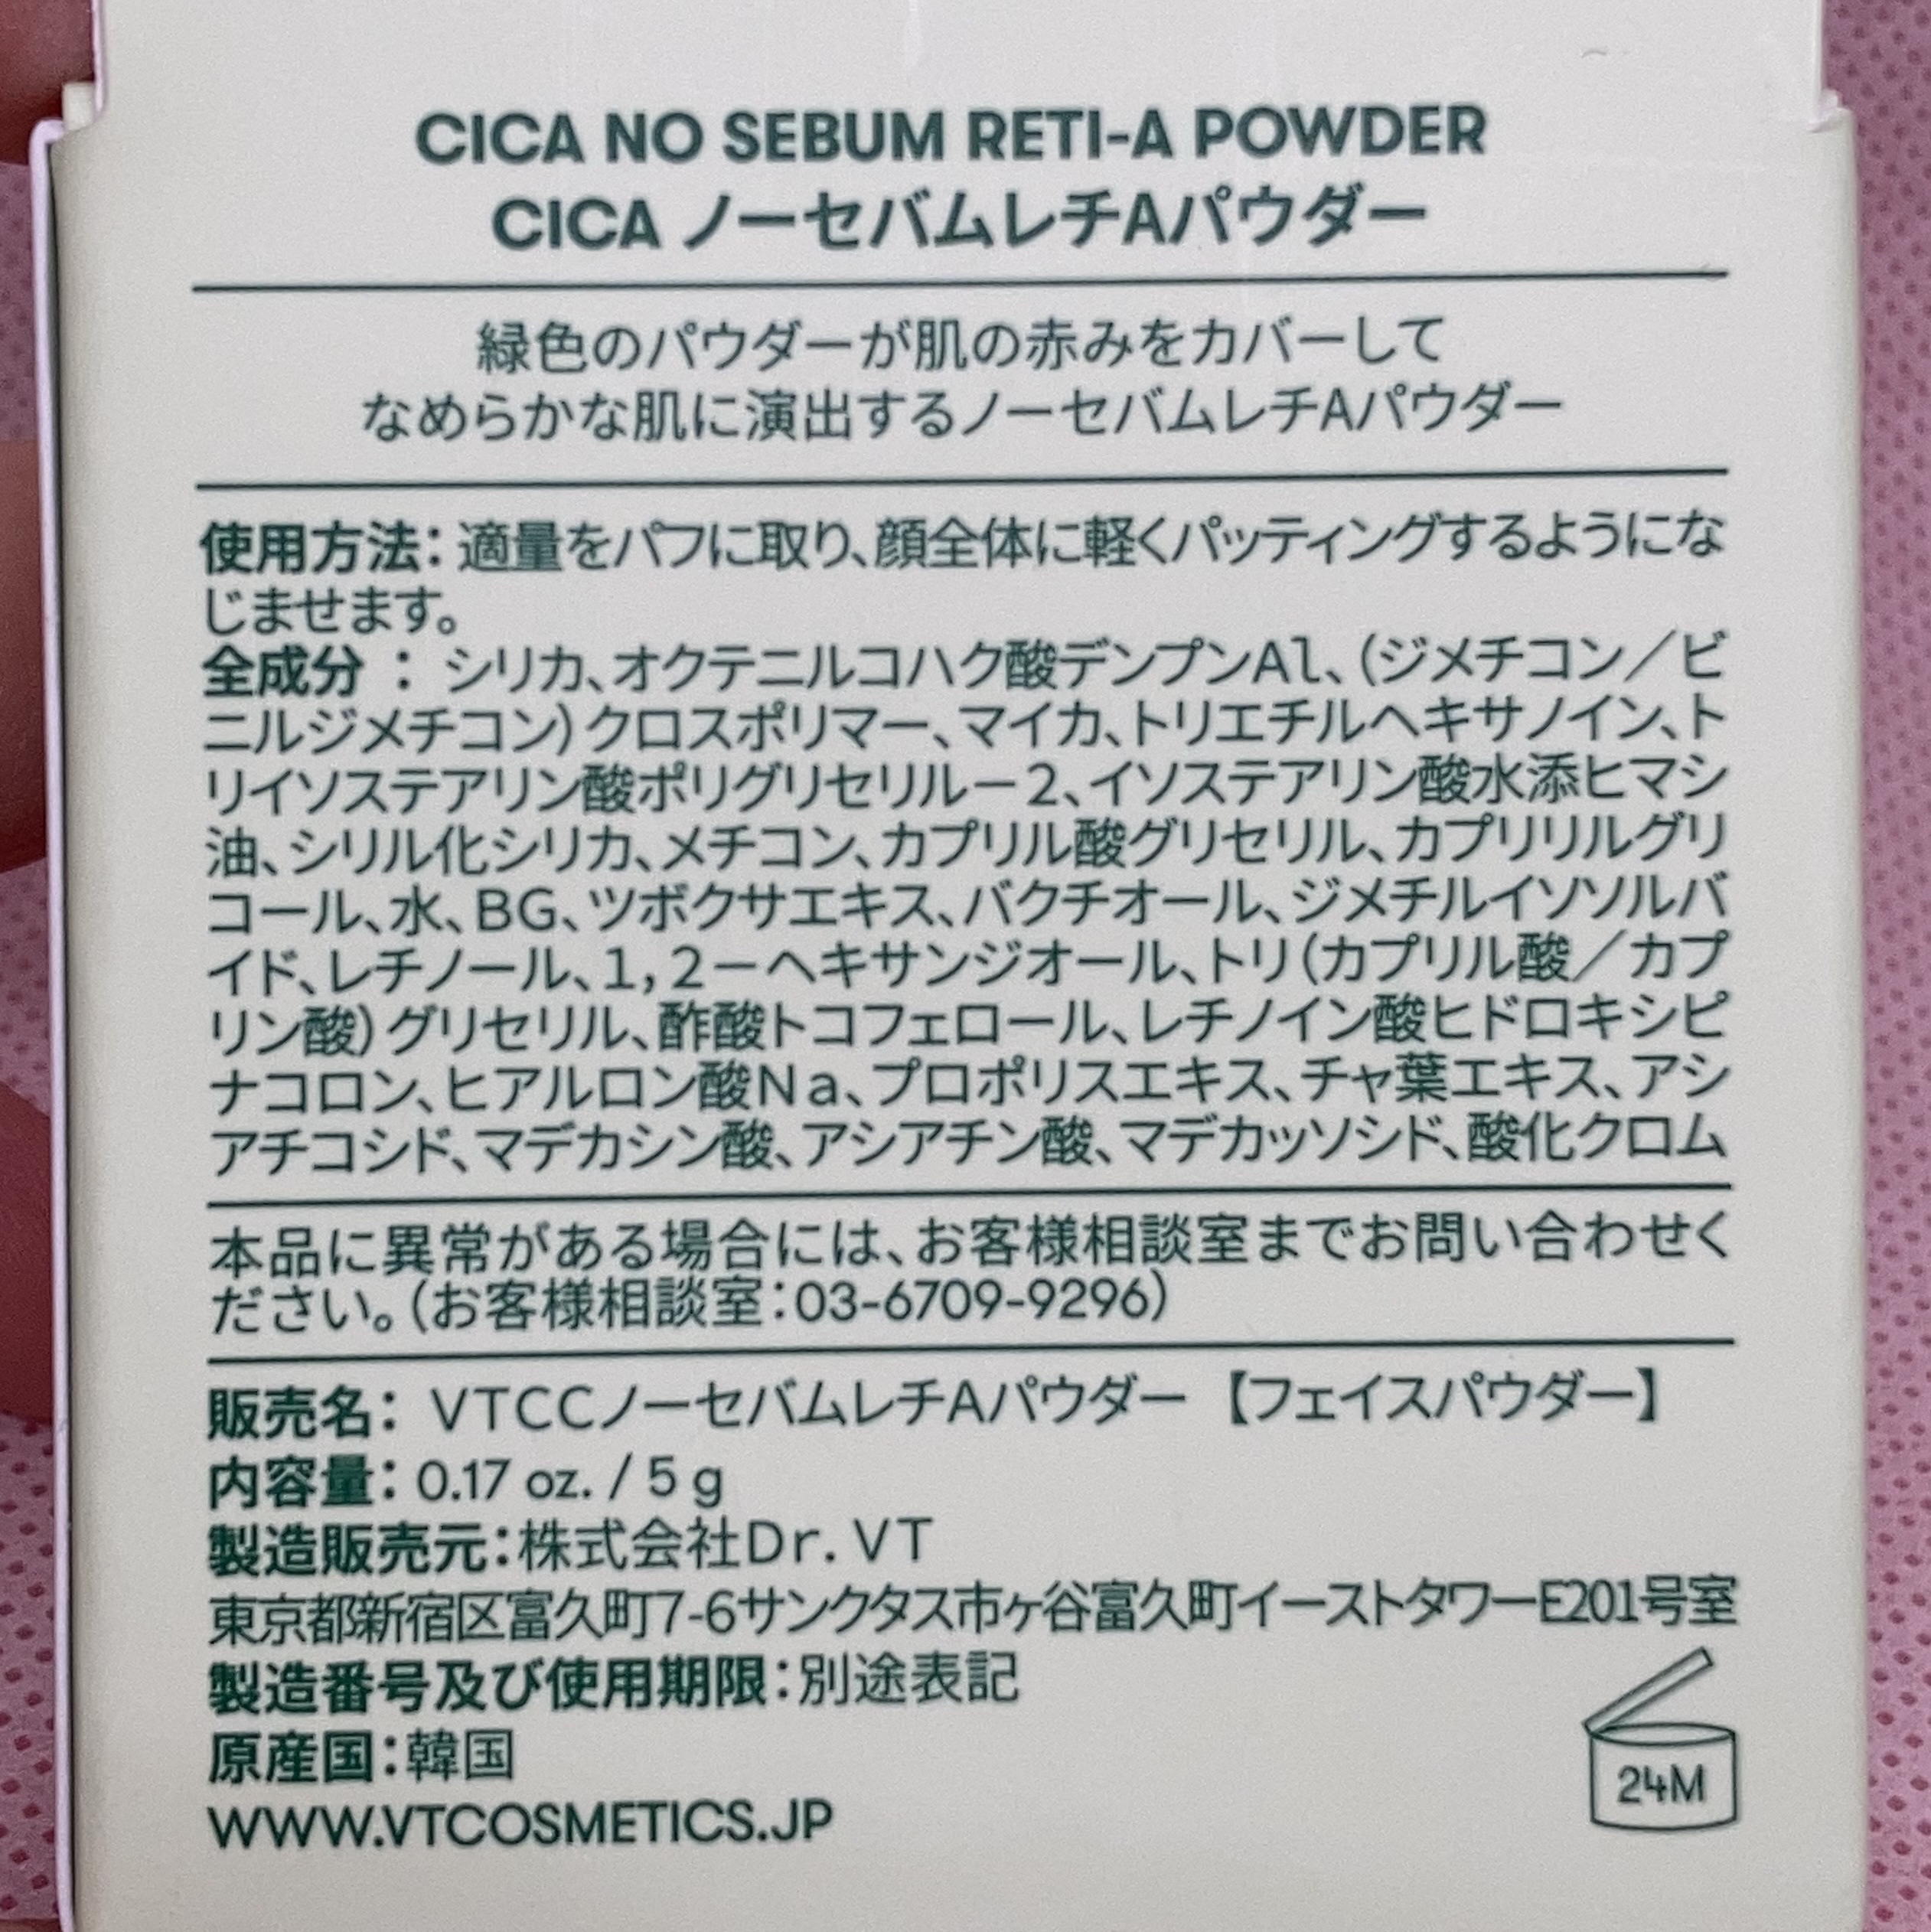 CICA NO SEBUM RETI-A POWDER
CICA ノーセバムレチAパウダー
緑色のパウダーが肌の赤みをカバーして
なめらかな肌に演出するノーセバムレチAパウダー
使用方法：適量をパフに取り、顔全体に軽くパッティングするようにな
じませます。
全成分 ： シリカ、オクテニルコハク酸デンプンAl、（ジメチコン／ビ
ニルジメチコン）クロスポリマー、マイカ、トリエチルヘキサノイン、ト
リイソステアリン酸ポリグリセリル－2、イソステアリン酸水添ヒマシ
油、シリル化シリカ、メチコン、カプリル酸グリセリル、カプリリルグリ
コール、水、BG、ツボクサエキス、バクチオール、ジメチルイソソルバ
イド、レチノール、1，2－ヘキサンジオール、トリ（カプリル酸／カプ
リン酸）グリセリル、酢酸トコフェロール、レチノイン酸ヒドロキシピ
ナコロン、ヒアルロン酸Na、プロポリスエキス、チャ葉エキス、アシ
アチコシド、マデカシン酸、アシアチン酸、マデカッソシド、酸化クロム
本品に異常がある場合には、お客様相談室までお問い合わせく
ださい。（お客様相談室：03-6709-9296）
販売名： VTCCノーセバムレチAパウダー 【フェイスパウダー】
内容量：0.17 oz. / 5 g
製造販売元：株式会社Dr. VT
東京都新宿区富久町7-6サンクタス市ヶ谷富久町イーストタワーE201号室
製造番号及び使用期限：別途表記
原産国：韓国
WWW.VTCOSMETICS.JP
24M